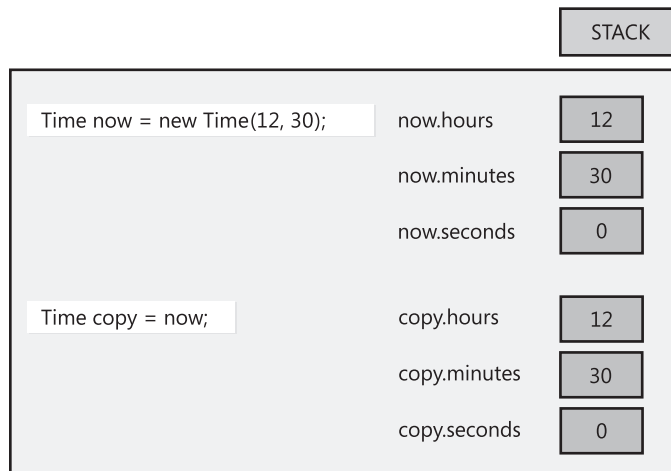 STACK
Time now = new Time(12, 30); now.hours 12
now.minutes 30
now.seconds 0
Time copy = now; copy.hours 12
copy.minutes 30
copy.seconds 0